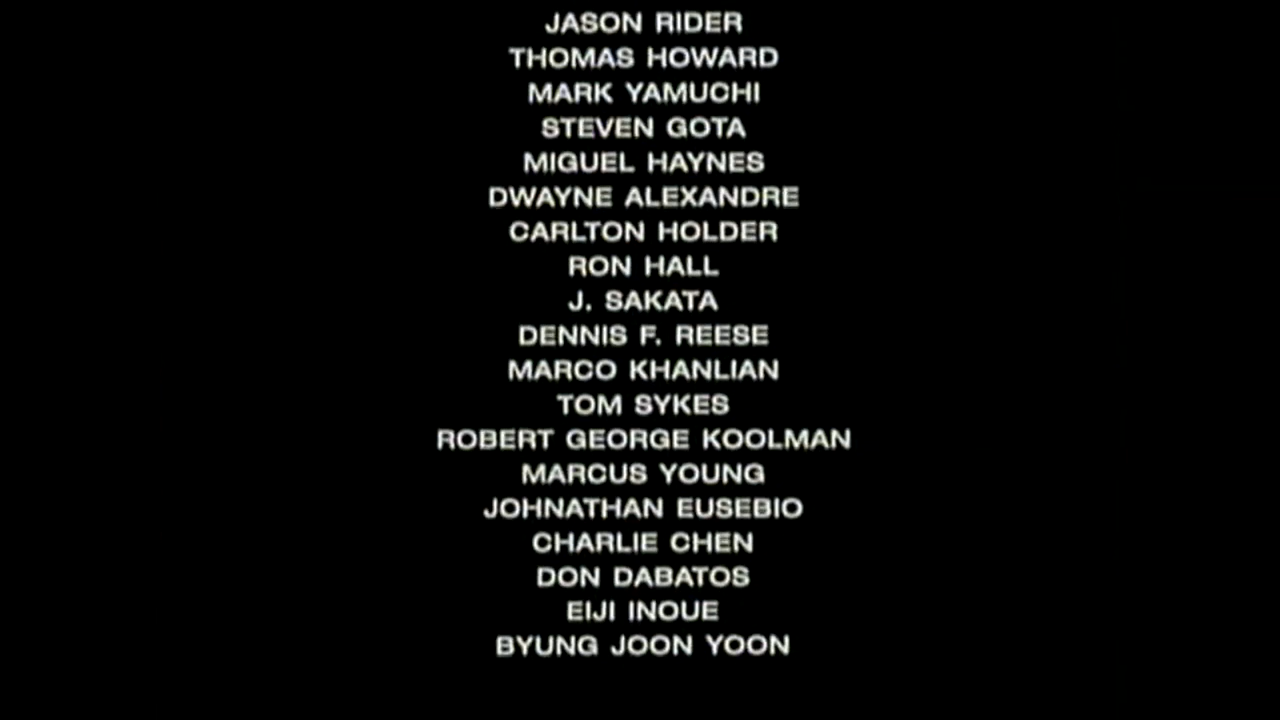 JASON RIDER
THOMAS HOWARD
MARK YAMUCHI
STEVEN GOTA
MIGUEL HAYNES
DWAYNE ALEXANDRE
CARLTON HOLDER
RON HALL
J. SAKATA
DENNIS F. REESE
MARCO KHANLIAN
TOM SYKES
ROBERT GEORGE KOOLMAN
MARCUS YOUNG
JOHNATHAN EUSEBIO
CHARLIE CHEN
DON DABATOS
EIJI INOUE
BYUNG JOON YOON